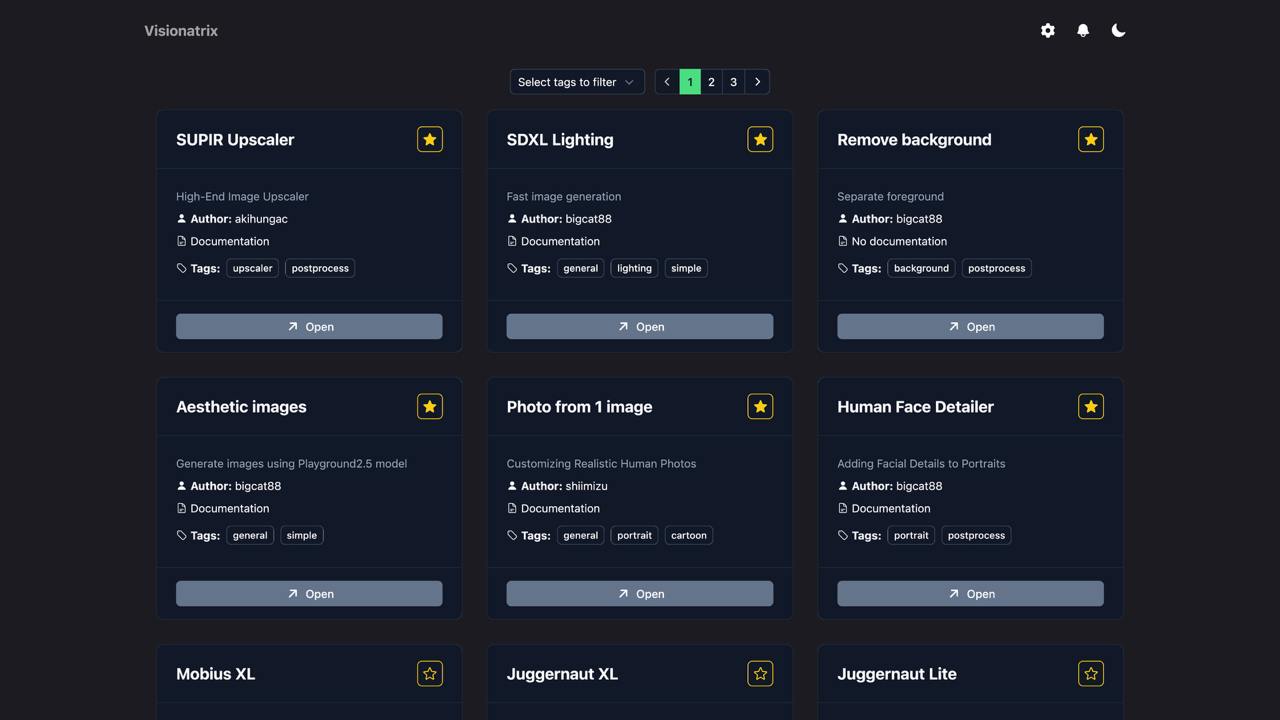 Visionatrix
Select tags to filter
1 2 3
SUPIR Upscaler
High-End Image Upscaler
Author: akihungac
Documentation
Tags: upscaler postprocess
Open
SDXL Lighting
Fast image generation
Author: bigcat88
Documentation
Tags: general lighting simple
Open
Remove background
Separate foreground
Author: bigcat88
No documentation
Tags: background postprocess
Open
Aesthetic images
Generate images using Playground2.5 model
Author: bigcat88
Documentation
Tags: general simple
Open
Photo from 1 image
Customizing Realistic Human Photos
Author: shiimizu
Documentation
Tags: general portrait cartoon
Open
Human Face Detailer
Adding Facial Details to Portraits
Author: bigcat88
Documentation
Tags: portrait postprocess
Open
Mobius XL
Juggernaut XL
Juggernaut Lite